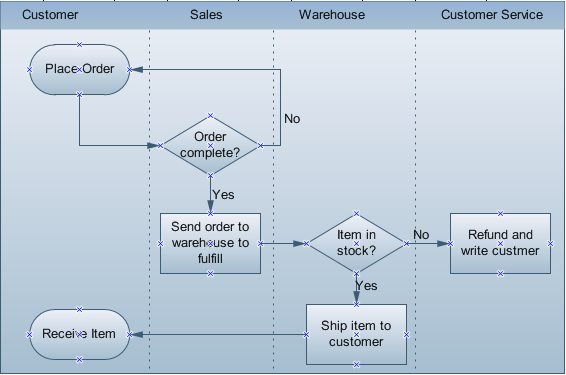 Customer
Sales
Warehouse
Customer Service
Place Order
No
Order
complete?
Yes
Send order to
warehouse to
fulfill
Item in
stock?
No
Refund and
write custmer
Yes
Ship item to
customer
Receive Item